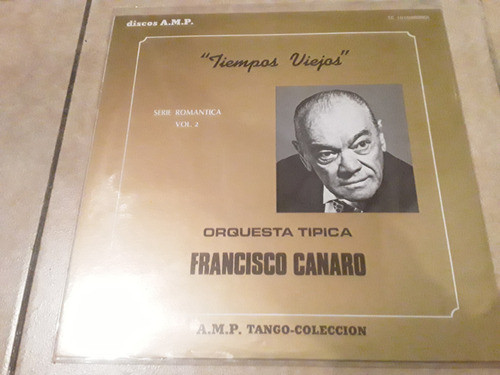 discos A.M.P.
"Tiempos Viejos"
SERIE ROMANTICA
VOL. 2
ORQUESTA TIPICA
FRANCISCO CANARO
A.M.P. TANGO-COLECCION